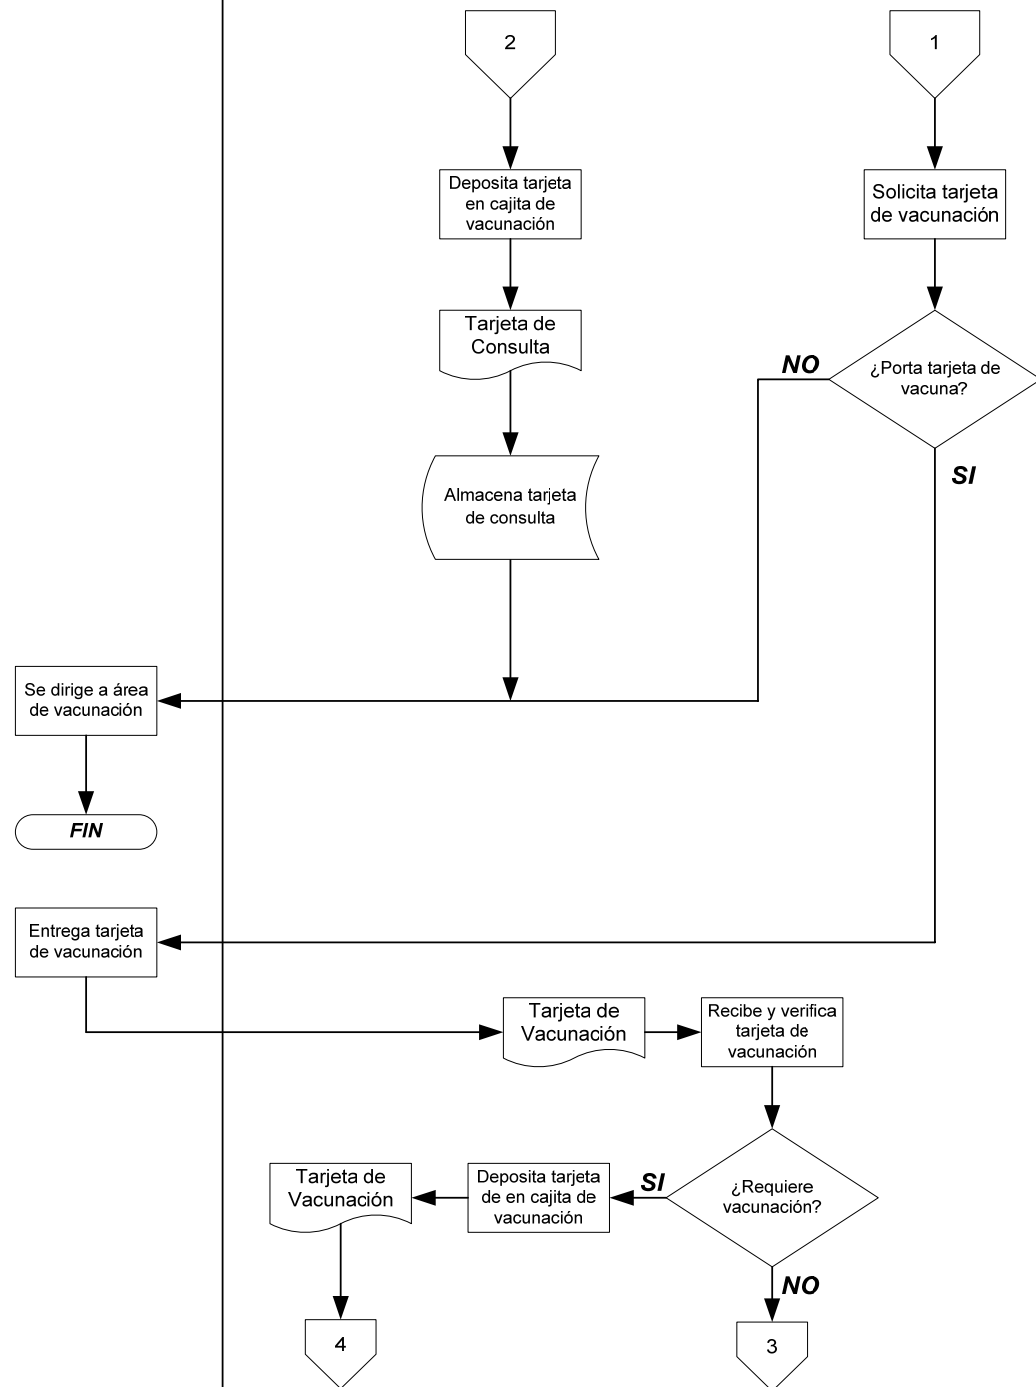 2
1
Deposita tarjeta
en cajita de
vacunación
Solicita tarjeta
de vacunación
Tarjeta de
Consulta
¿Porta tarjeta de
vacuna?
NO
SI
Almacena tarjeta
de consulta
Se dirige a área
de vacunación
FIN
Entrega tarjeta
de vacunación
Tarjeta de
Vacunación
Recibe y verifica
tarjeta de
vacunación
¿Requiere
vacunación?
SI
Deposita tarjeta
de en cajita de
vacunación
Tarjeta de
Vacunación
NO
4
3